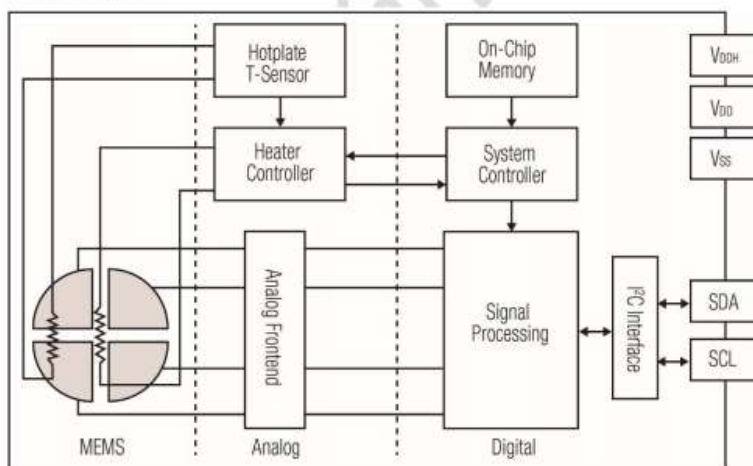 Hotplate
T-Sensor
On-Chip
Memory
VDDH
VDD
VSS
Heater
Controller
System
Controller
Analog Frontend
Signal
Processing
I²C Interface
SDA
SCL
MEMS
Analog
Digital